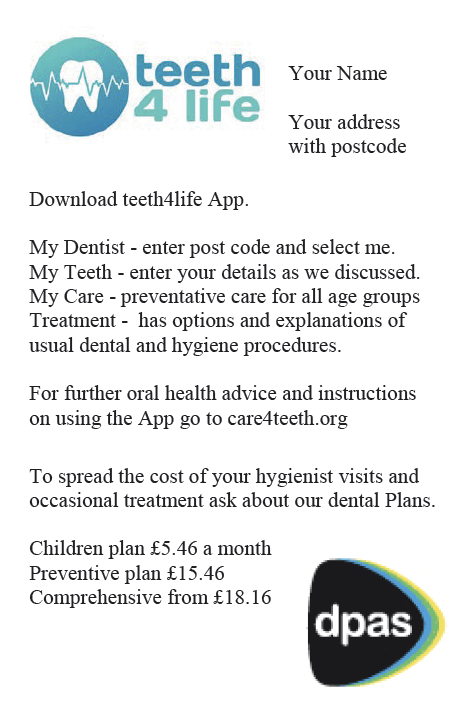 teeth
4 life
Your Name
Your address
with postcode
Download teeth4life App.
My Dentist - enter post code and select me.
My Teeth - enter your details as we discussed.
My Care - preventative care for all age groups
Treatment -  has options and explanations of
usual dental and hygiene procedures.
For further oral health advice and instructions
on using the App go to care4teeth.org
To spread the cost of your hygienist visits and
occasional treatment ask about our dental Plans.
Children plan £5.46 a month
Preventive plan £15.46
Comprehensive from £18.16
dpas